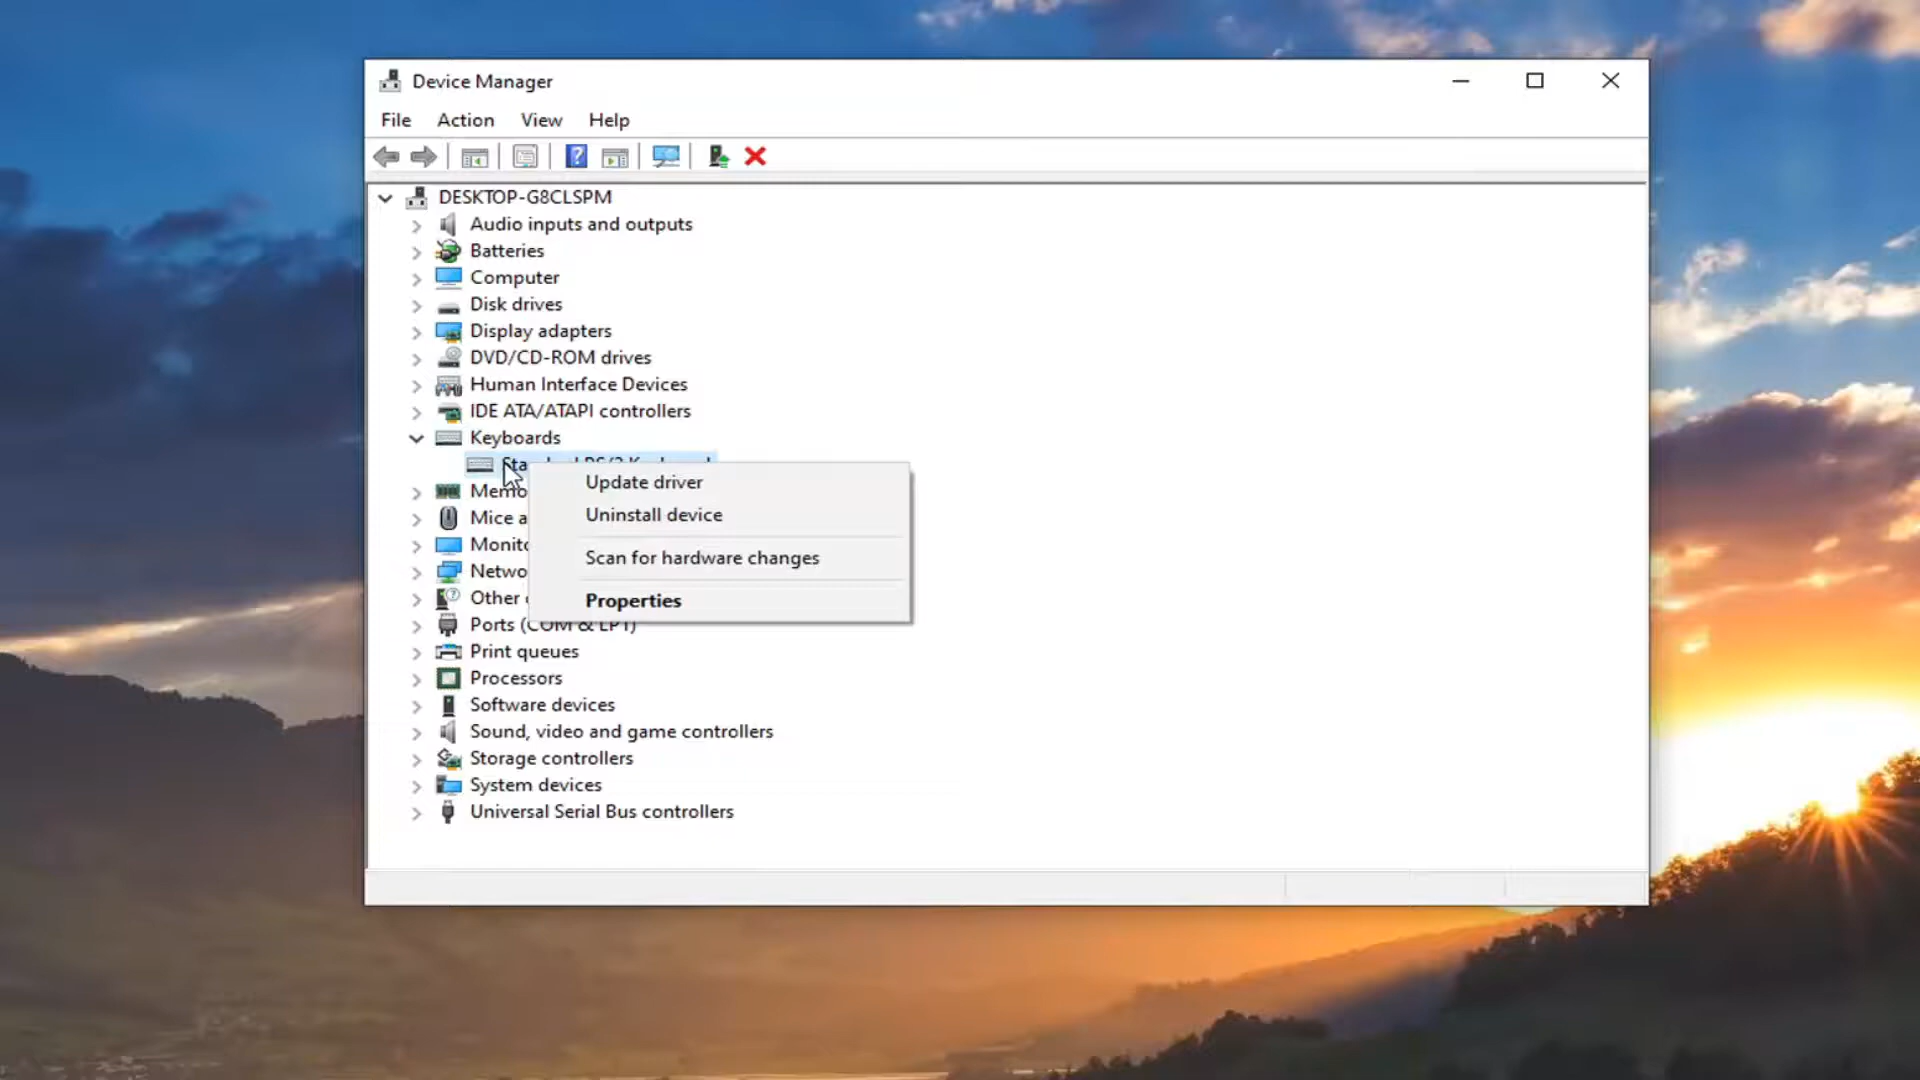 Device Manager
File Action View Help
DESKTOP-G8CLSPM
Audio inputs and outputs
Batteries
Computer
Disk drives
Display adapters
DVD/CD-ROM drives
Human Interface Devices
IDE ATA/ATAPI controllers
Keyboards
Update driver
Uninstall device
Scan for hardware changes
Properties
Ports (COM & LPT)
Print queues
Processors
Software devices
Sound, video and game controllers
Storage controllers
System devices
Universal Serial Bus controllers